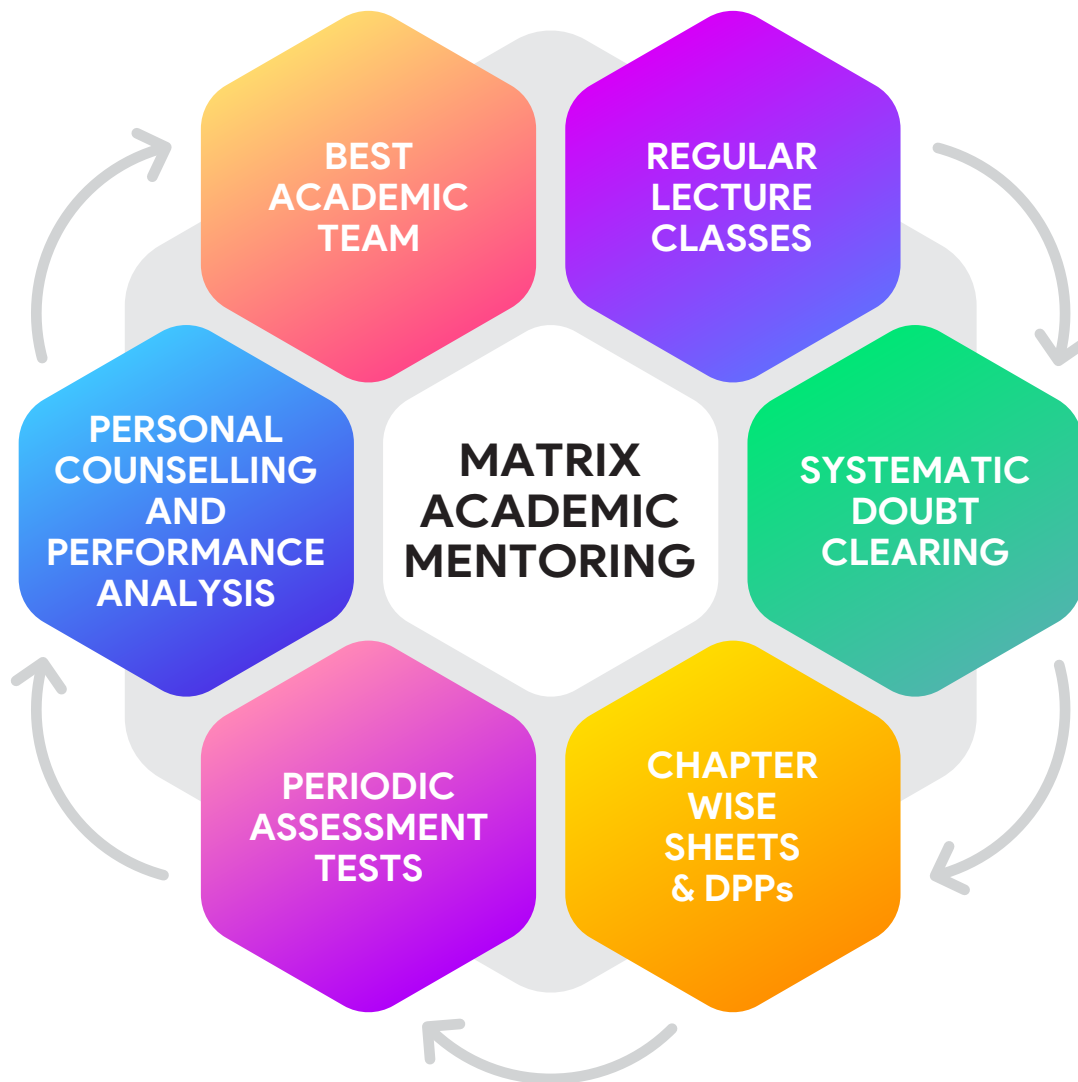 BEST
ACADEMIC
TEAM
REGULAR
LECTURE
CLASSES
PERSONAL
COUNSELLING
AND
PERFORMANCE
ANALYSIS
MATRIX
ACADEMIC
MENTORING
SYSTEMATIC
DOUBT
CLEARING
PERIODIC
ASSESSMENT
TESTS
CHAPTER
WISE
SHEETS
& DPPs